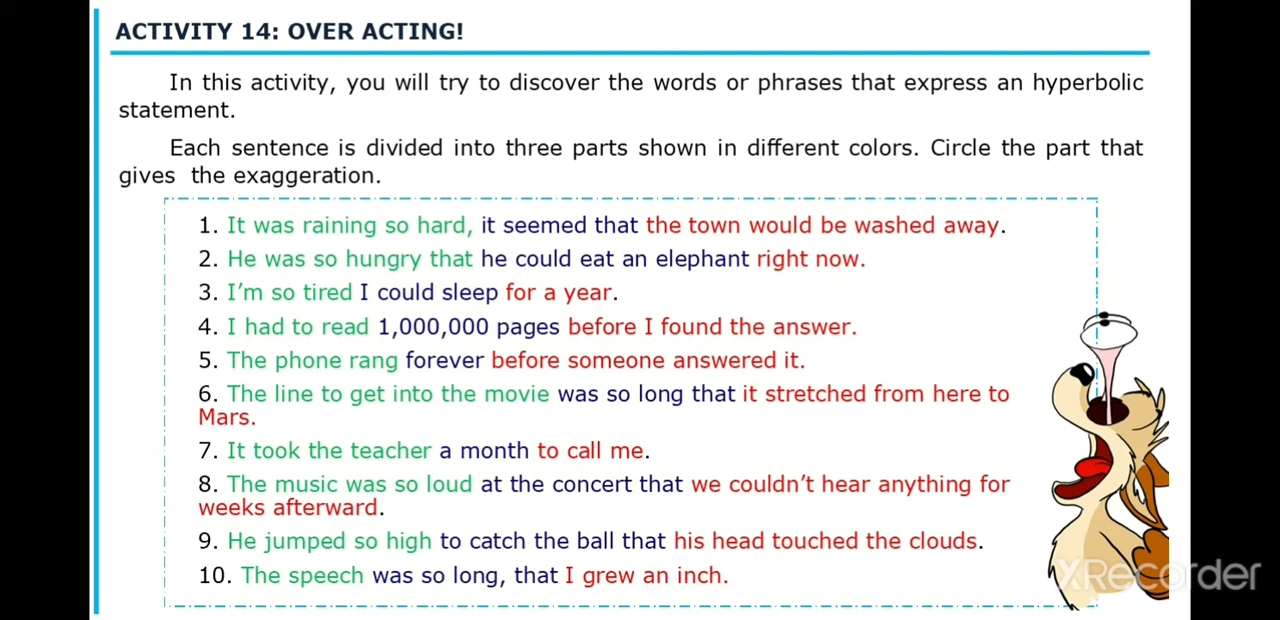 ACTIVITY 14: OVER ACTING!
In this activity, you will try to discover the words or phrases that express an hyperbolic
statement.
Each sentence is divided into three parts shown in different colors. Circle the part that
gives the exaggeration.
1. It was raining so hard, it seemed that the town would be washed away.
2. He was so hungry that he could eat an elephant right now.
3. I'm so tired I could sleep for a year.
4. I had to read 1,000,000 pages before I found the answer.
5. The phone rang forever before someone answered it.
6. The line to get into the movie was so long that it stretched from here to
Mars.
7. It took the teacher a month to call me.
8. The music was so loud at the concert that we couldn't hear anything for
weeks afterward.
9. He jumped so high to catch the ball that his head touched the clouds.
10. The speech was so long, that I grew an inch.
XRecorder